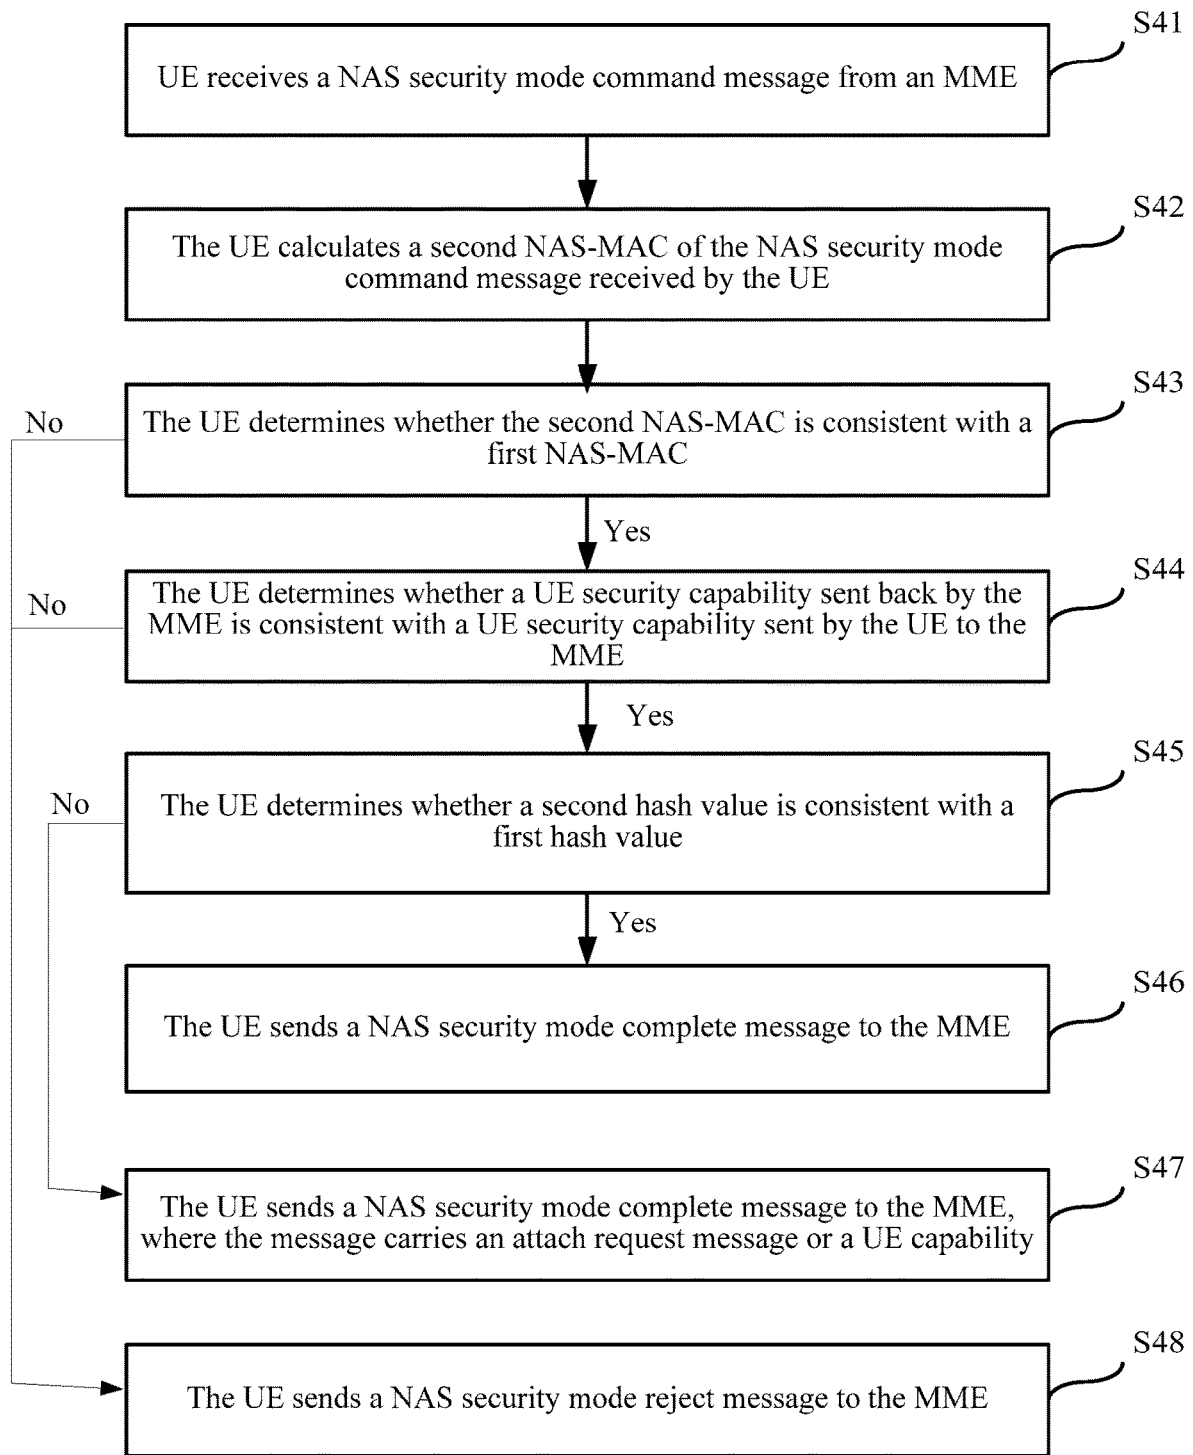 S41
UE receives a NAS security mode command message from an MME
S42
The UE calculates a second NAS-MAC of the NAS security mode
command message received by the UE
S43
No
The UE determines whether the second NAS-MAC is consistent with a
first NAS-MAC
Yes
S44
No
The UE determines whether a UE security capability sent back by the
MME is consistent with a UE security capability sent by the UE to the
MME
Yes
S45
No
The UE determines whether a second hash value is consistent with a
first hash value
Yes
S46
The UE sends a NAS security mode complete message to the MME
S47
The UE sends a NAS security mode complete message to the MME,
where the message carries an attach request message or a UE capability
S48
The UE sends a NAS security mode reject message to the MME